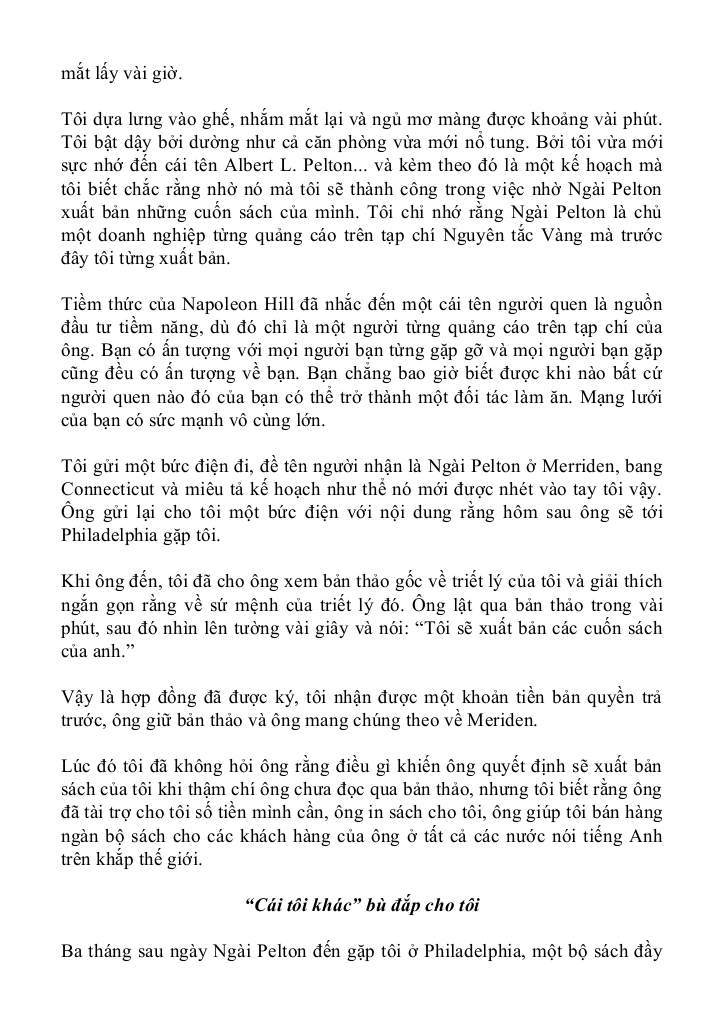 mắt lấy vài giờ.
Tôi dựa lưng vào ghế, nhắm mắt lại và ngủ mơ màng được khoảng vài phút.
Tôi bật dậy bởi dường như cả căn phòng vừa mới nổ tung. Bởi tôi vừa mới
sực nhớ đến cái tên Albert L. Pelton... và kèm theo đó là một kế hoạch mà
tôi biết chắc rằng nhờ nó mà tôi sẽ thành công trong việc nhờ Ngài Pelton
xuất bản những cuốn sách của mình. Tôi chỉ nhớ rằng Ngài Pelton là chủ
một doanh nghiệp từng quảng cáo trên tạp chí Nguyên tắc Vàng mà trước
đây tôi từng xuất bản.
Tiềm thức của Napoleon Hill đã nhắc đến một cái tên người quen là nguồn
đầu tư tiềm năng, dù đó chỉ là một người từng quảng cáo trên tạp chí của
ông. Bạn có ấn tượng với mọi người bạn từng gặp gỡ và mọi người bạn gặp
cũng đều có ấn tượng về bạn. Bạn chẳng bao giờ biết được khi nào bất cứ
người quen nào đó của bạn có thể trở thành một đối tác làm ăn. Mạng lưới
của bạn có sức mạnh vô cùng lớn.
Tôi gửi một bức điện đi, đề tên người nhận là Ngài Pelton ở Merriden, bang
Connecticut và miêu tả kế hoạch như thể nó mới được nhét vào tay tôi vậy.
Ông gửi lại cho tôi một bức điện với nội dung rằng hôm sau ông sẽ tới
Philadelphia gặp tôi.
Khi ông đến, tôi đã cho ông xem bản thảo gốc về triết lý của tôi và giải thích
ngắn gọn rằng về sứ mệnh của triết lý đó. Ông lật qua bản thảo trong vài
phút, sau đó nhìn lên tường vài giây và nói: “Tôi sẽ xuất bản các cuốn sách
của anh.”
Vậy là hợp đồng đã được ký, tôi nhận được một khoản tiền bản quyền trả
trước, ông giữ bản thảo và ông mang chúng theo về Meriden.
Lúc đó tôi đã không hỏi ông rằng điều gì khiến ông quyết định sẽ xuất bản
sách của tôi khi thậm chí ông chưa đọc qua bản thảo, nhưng tôi biết rằng ông
đã tài trợ cho tôi số tiền mình cần, ông in sách cho tôi, ông giúp tôi bán hàng
ngàn bộ sách cho các khách hàng của ông ở tất cả các nước nói tiếng Anh
trên khắp thế giới.
“Cái tôi khác” bù đắp cho tôi
Ba tháng sau ngày Ngài Pelton đến gặp tôi ở Philadelphia, một bộ sách đầy